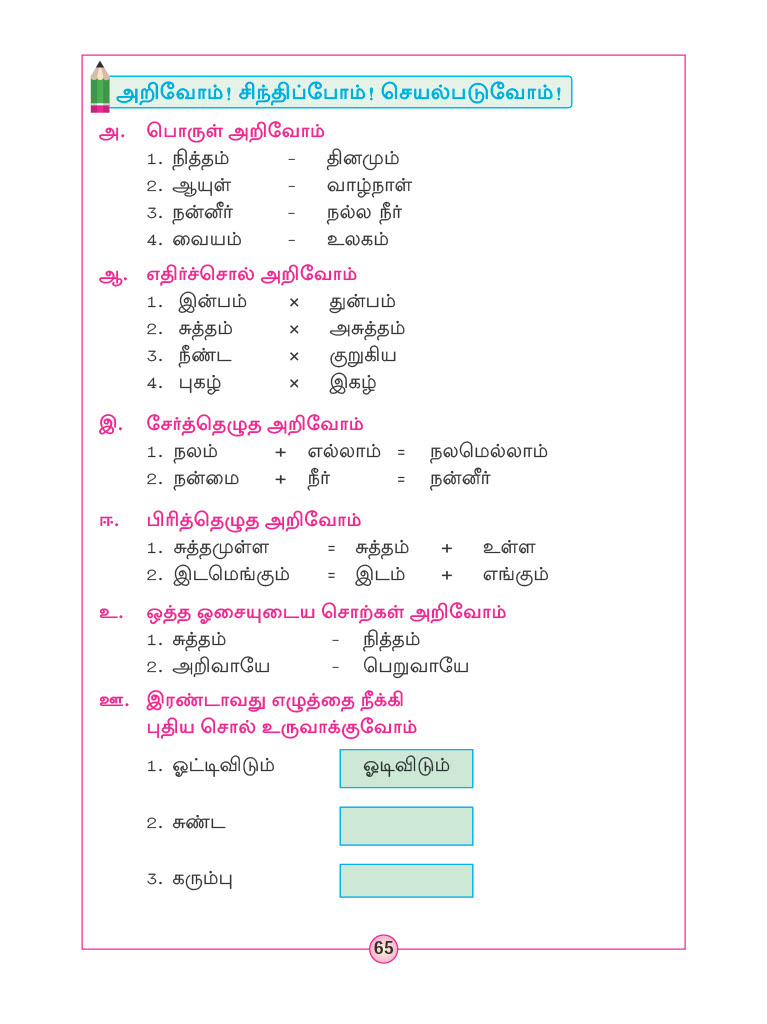 அறிவோம்! சிந்திப்போம்! செயல்படுவோம்!
அ. பொருள் அறிவோம்
1. நித்தம் - தினமும்
2. ஆயுள் - வாழ்நாள்
3. நன்னீர் - நல்ல நீர்
4. வையம் - உலகம்
ஆ. எதிர்ச்சொல் அறிவோம்
1. இன்பம் × துன்பம்
2. சுத்தம் × அசுத்தம்
3. நீண்ட × குறுகிய
4. புகழ் × இகழ்
இ. சேர்த்தெழுத அறிவோம்
1. நலம் + எல்லாம் = நலமெல்லாம்
2. நன்மை + நீர் = நன்னீர்
ஈ. பிரித்தெழுத அறிவோம்
1. சுத்தமுள்ள = சுத்தம் + உள்ள
2. இடமெங்கும் = இடம் + எங்கும்
உ. ஒத்த ஓசையுடைய சொற்கள் அறிவோம்
1. சுத்தம் - நித்தம்
2. அறிவாயே - பெறுவாயே
ஊ. இரண்டாவது எழுத்தை நீக்கி
புதிய சொல் உருவாக்குவோம்
1. ஓட்டிவிடும் ஓடிவிடும்
2. சுண்ட
3. கரும்பு
65